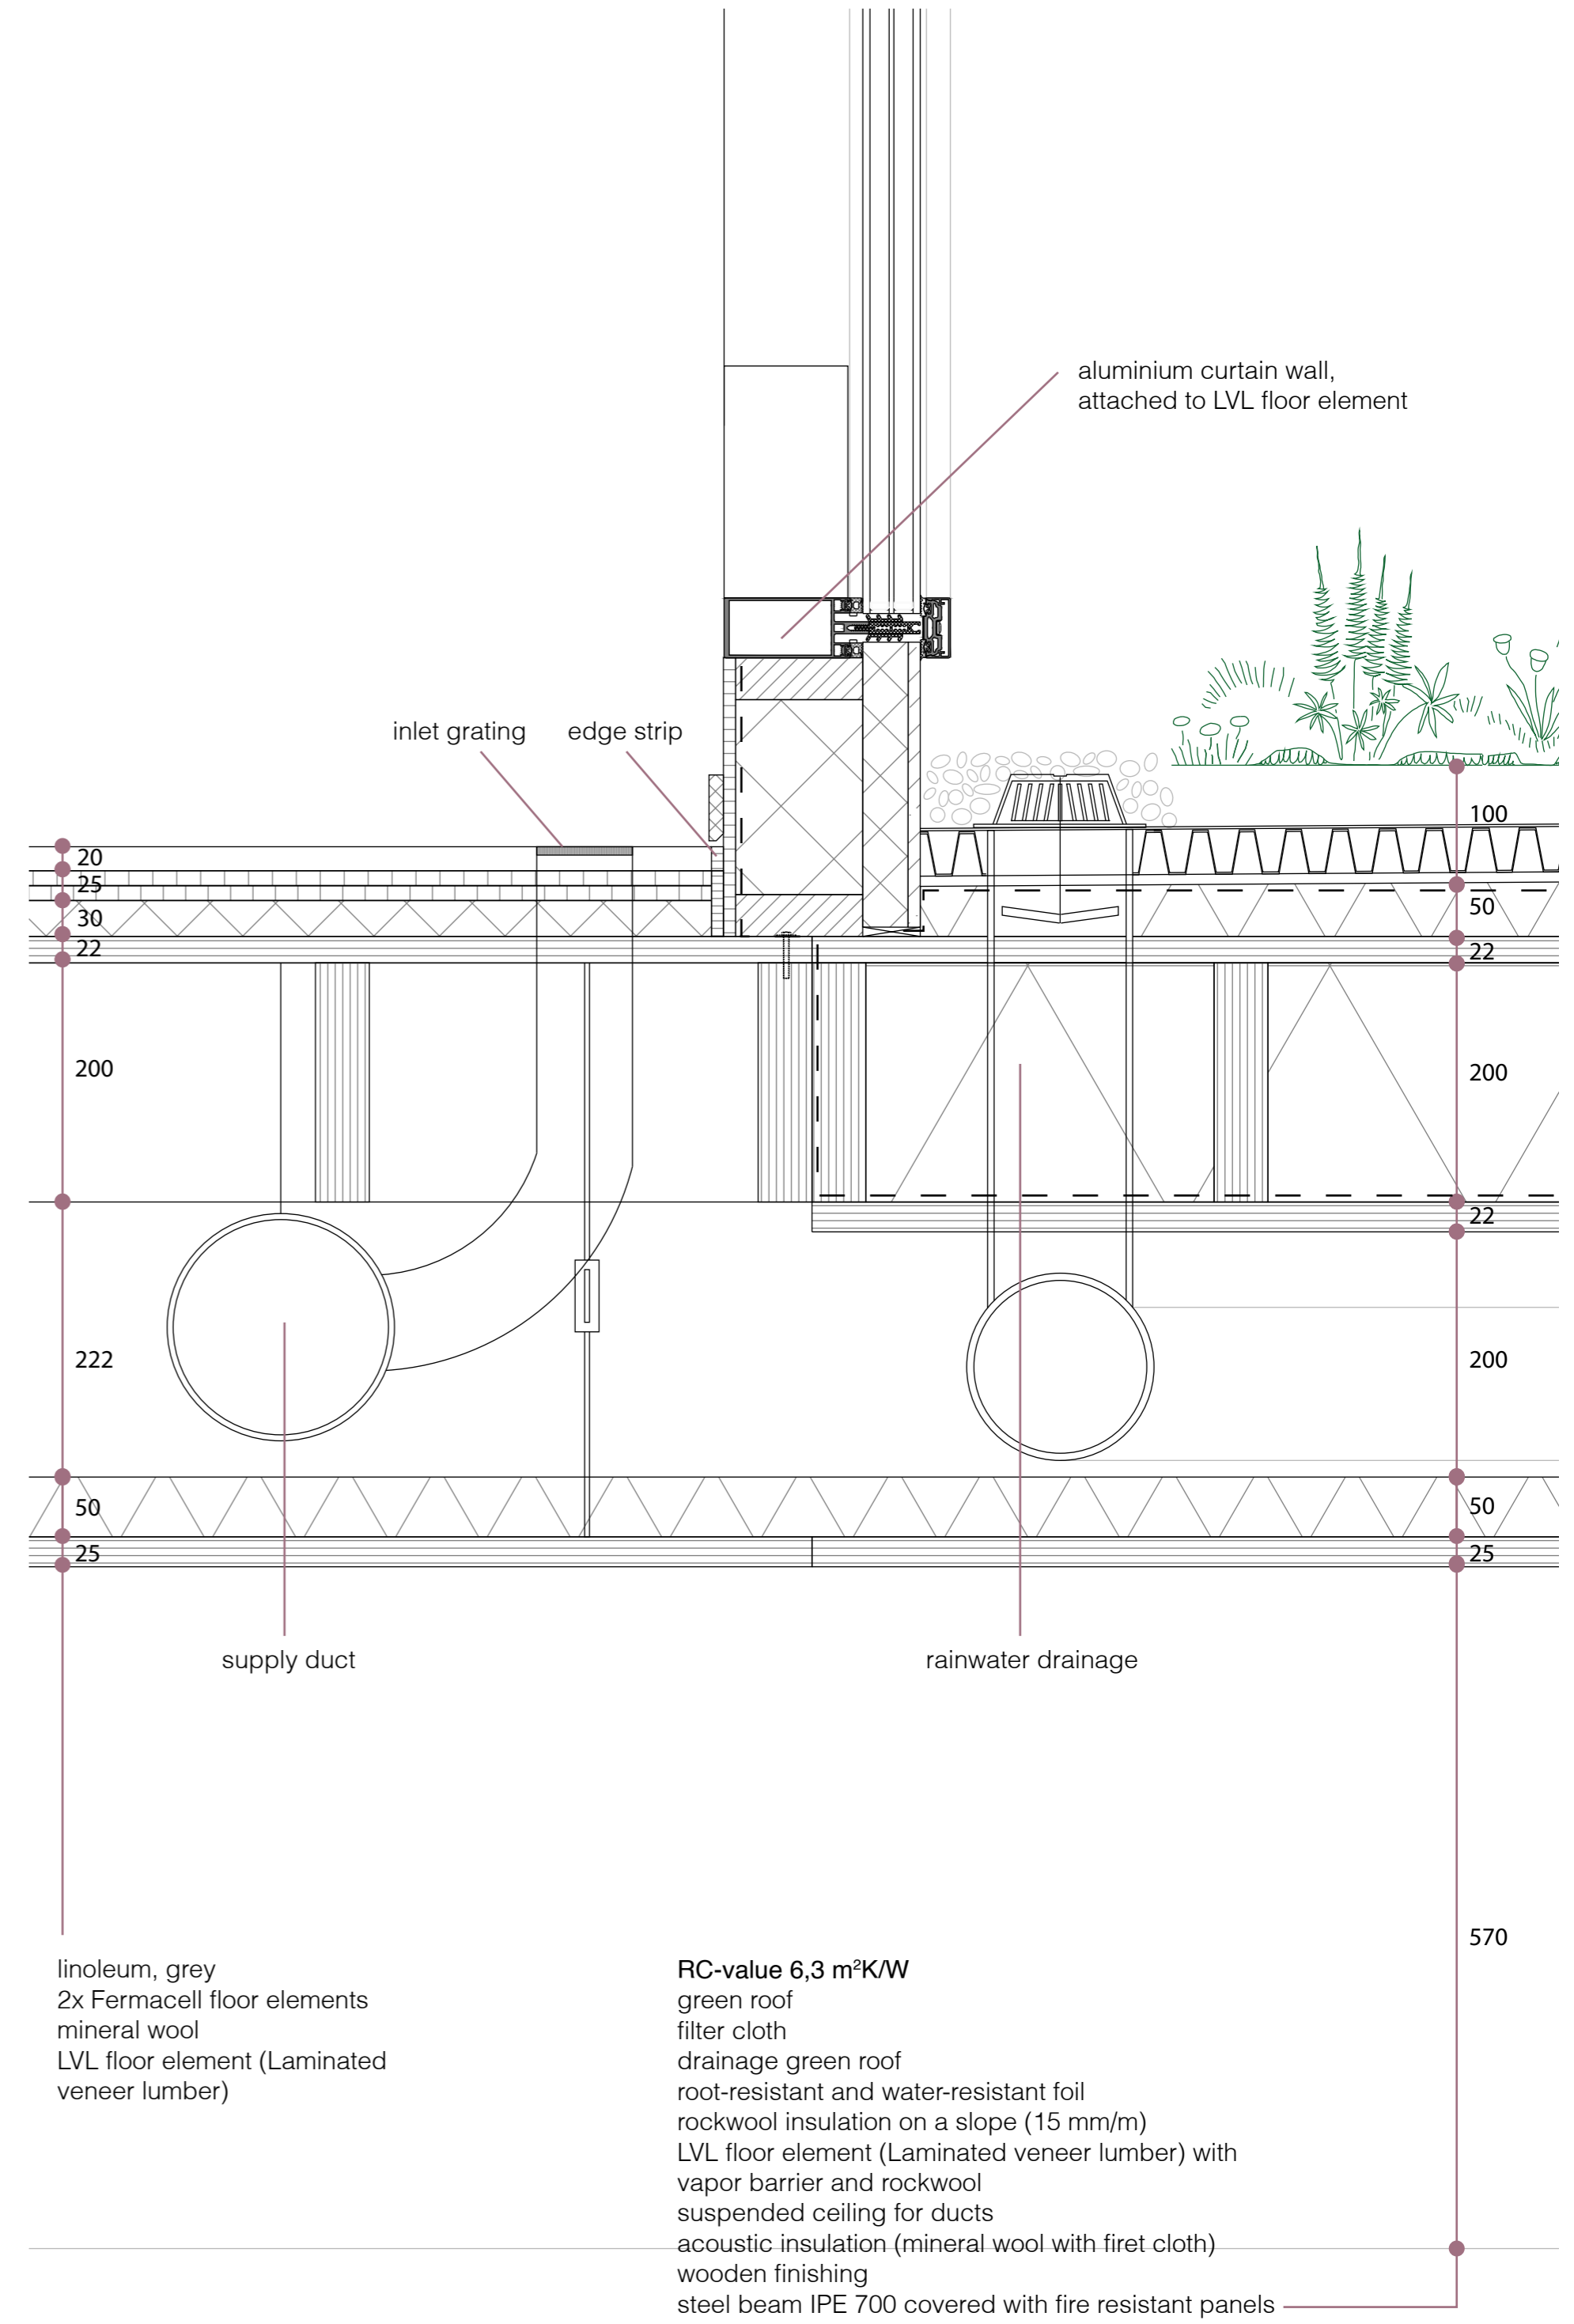 aluminium curtain wall,
attached to LVL floor element
inlet grating
edge strip
20
25
30
22
200
222
50
25
100
50
22
200
22
200
50
25
570
supply duct
rainwater drainage
linoleum, grey
2x Fermacell floor elements
mineral wool
LVL floor element (Laminated
veneer lumber)
RC-value 6,3 m²K/W
green roof
filter cloth
drainage green roof
root-resistant and water-resistant foil
rockwool insulation on a slope (15 mm/m)
LVL floor element (Laminated veneer lumber) with
vapor barrier and rockwool
suspended ceiling for ducts
acoustic insulation (mineral wool with firet cloth)
wooden finishing
steel beam IPE 700 covered with fire resistant panels